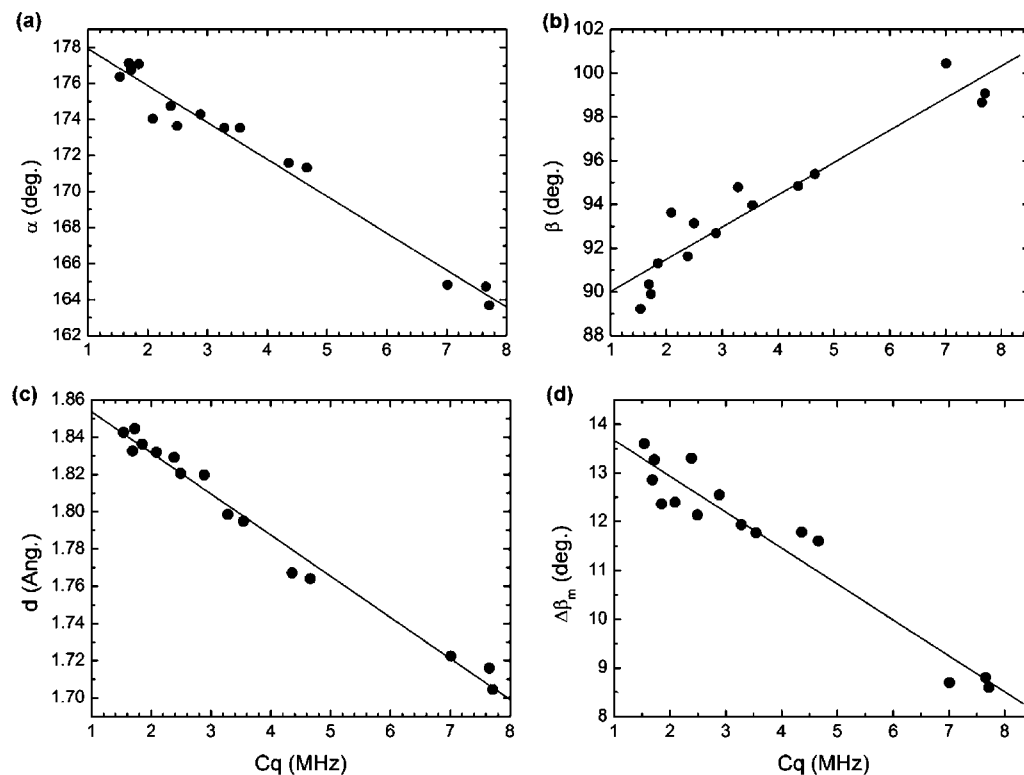 (a)
178
176
174
172
170
168
166
164
162
α (deg.)
1 2 3 4 5 6 7 8
(b)
102
100
98
96
94
92
90
88
β (deg)
1 2 3 4 5 6 7 8
(c)
1.86
1.84
1.82
1.80
1.78
1.76
1.74
1.72
1.70
d (Ang.)
1 2 3 4 5 6 7 8
Cq (MHz)
(d)
14
13
12
11
10
9
8
Δβm (deg.)
1 2 3 4 5 6 7 8
Cq (MHz)